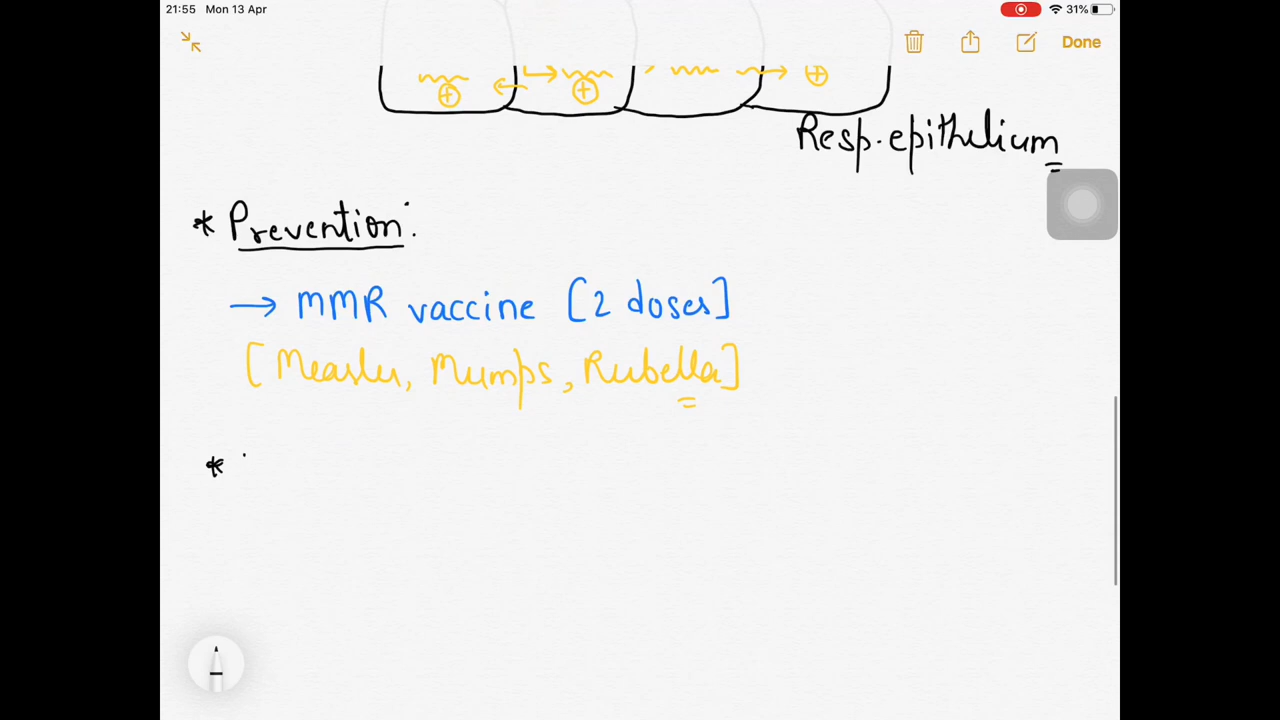 21:55 Mon 13 Apr
31%
Done
Resp. epithelium
* Prevention:
→ MMR vaccine [2 doses]
[Measles, Mumps, Rubella]
*